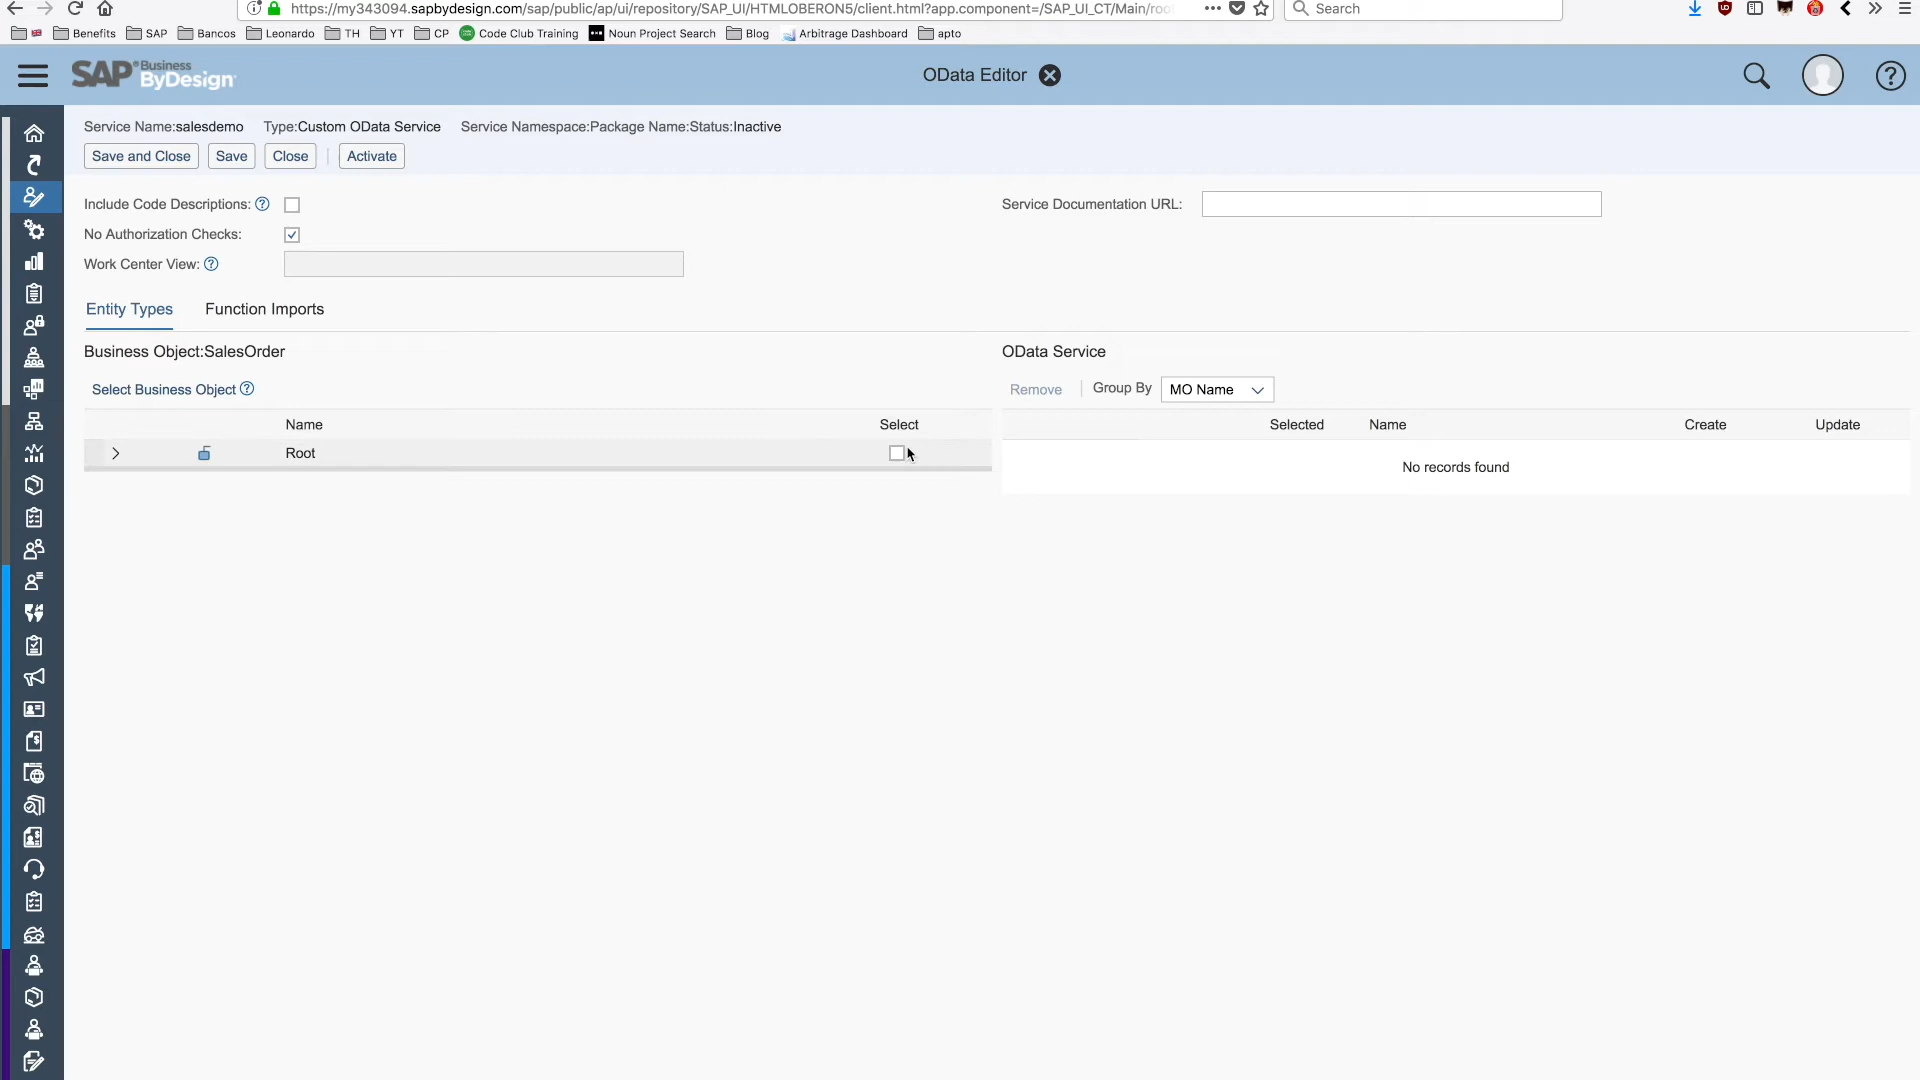 https://my343094.sapbydesign.com/sap/public/ap/ui/repository/SAP_UI/HTMLOBERON5/client.html?app.component=/SAP_UI_CT/Main/roo
Search
Benefits SAP Bancos Leonardo TH YT CP Code Club Training Noun Project Search Blog Arbitrage Dashboard apto
SAP Business ByDesign
OData Editor
Service Name:salesdemo Type:Custom OData Service Service Namespace:Package Name:Status:Inactive
Save and Close Save Close Activate
Include Code Descriptions: Service Documentation URL:
No Authorization Checks:
Work Center View:
Entity Types Function Imports
Business Object:SalesOrder OData Service
Select Business Object Remove Group By MO Name
Name Select Selected Name Create Update
Root
No records found